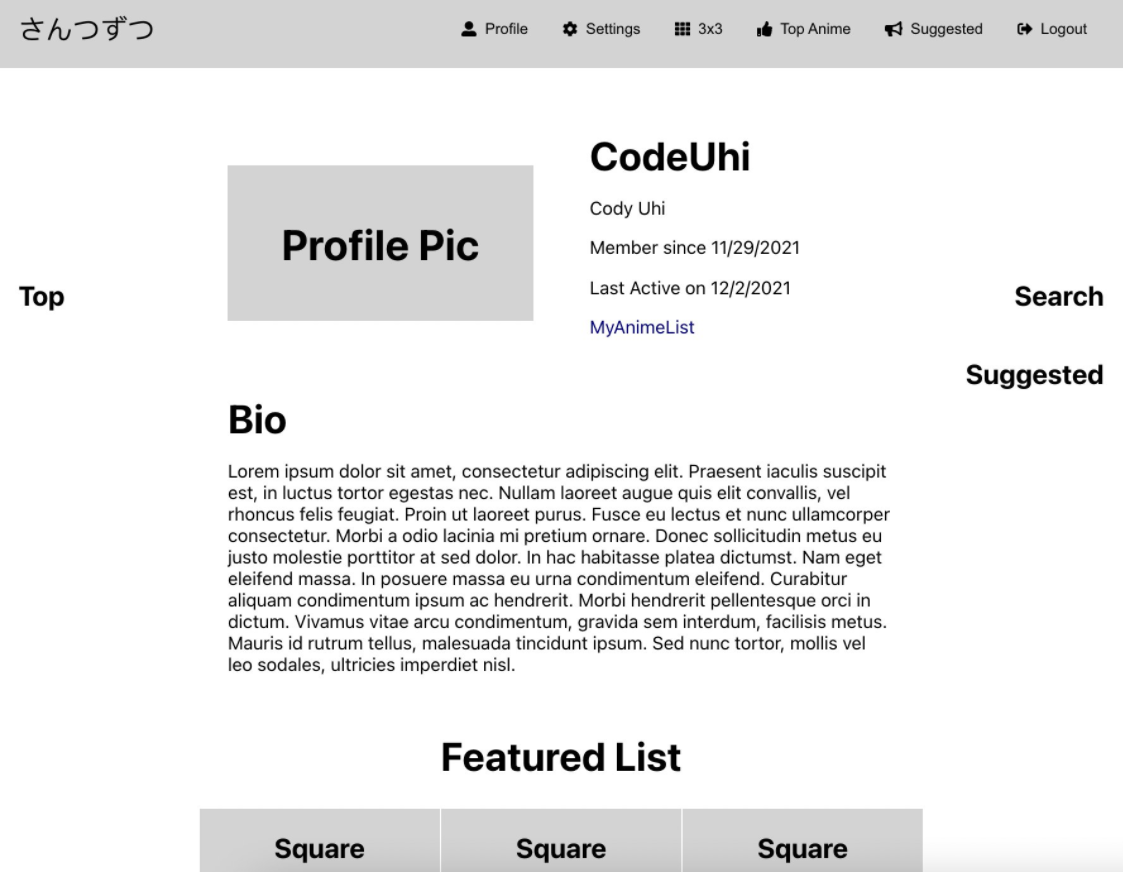 さんつずつ
Profile
Settings
3x3
Top Anime
Suggested
Logout
Profile Pic
CodeUhi
Cody Uhi
Member since 11/29/2021
Last Active on 12/2/2021
MyAnimeList
Top
Search
Suggested
Bio
Lorem ipsum dolor sit amet, consectetur adipiscing elit. Praesent iaculis suscipit
est, in luctus tortor egestas nec. Nullam laoreet augue quis elit convallis, vel
rhoncus felis feugiat. Proin ut laoreet purus. Fusce eu lectus et nunc ullamcorper
consectetur. Morbi a odio lacinia mi pretium ornare. Donec sollicitudin metus eu
justo molestie porttitor at sed dolor. In hac habitasse platea dictumst. Nam eget
eleifend massa. In posuere massa eu urna condimentum eleifend. Curabitur
aliquam condimentum ipsum ac hendrerit. Morbi hendrerit pellentesque orci in
dictum. Vivamus vitae arcu condimentum, gravida sem interdum, facilisis metus.
Mauris id rutrum tellus, malesuada tincidunt ipsum. Sed nunc tortor, mollis vel
leo sodales, ultricies imperdiet nisl.
Featured List
Square
Square
Square